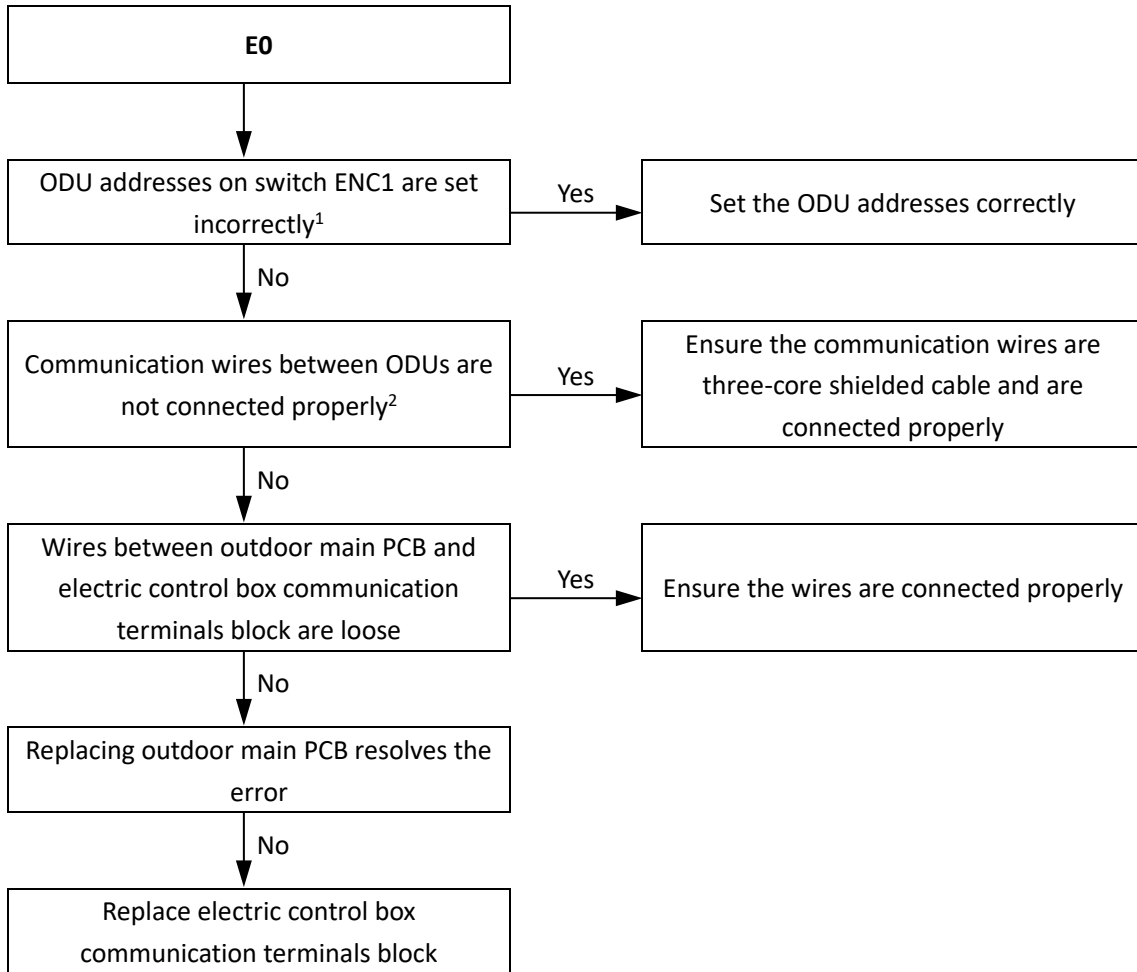 E0
ODU addresses on switch ENC1 are set
incorrectly¹
Yes
Set the ODU addresses correctly
No
Communication wires between ODUs are
not connected properly²
Yes
Ensure the communication wires are
three-core shielded cable and are
connected properly
No
Wires between outdoor main PCB and
electric control box communication
terminals block are loose
Yes
Ensure the wires are connected properly
No
Replacing outdoor main PCB resolves the
error
No
Replace electric control box
communication terminals block